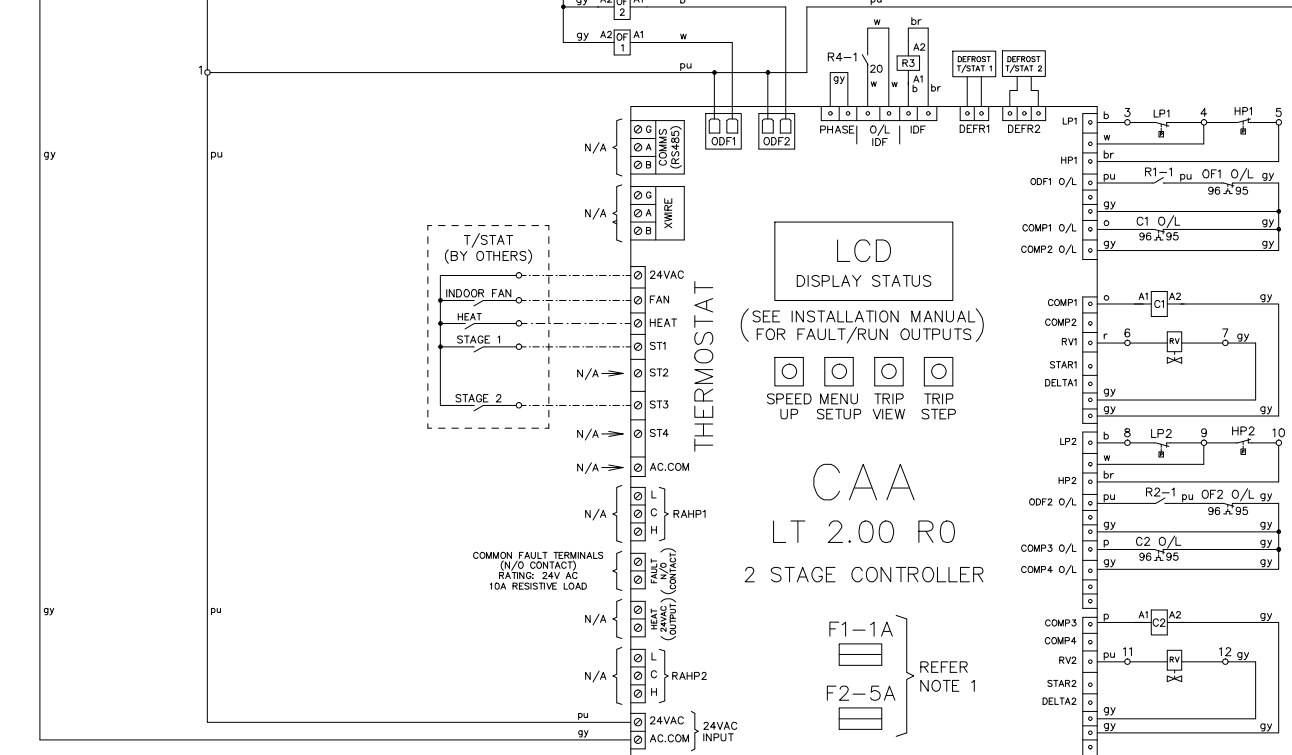 gy A2 OF 2 A1 b
pu
gy A2 OF 1 A1 w
1
pu
w
br
R4-1
gy
20
w
w
A2
R3
A1
b
br
DEFROST T/STAT 1
DEFROST T/STAT 2
ODF1
ODF2
PHASE
O/L IDF
IDF
DEFR1
DEFR2
gy
pu
N/A
G
A
B
COMMS (RS485)
N/A
G
A
B
XWIRE
T/STAT
(BY OTHERS)
INDOOR FAN
HEAT
STAGE 1
STAGE 2
24VAC
FAN
HEAT
ST1
N/A
ST2
ST3
N/A
ST4
N/A
AC.COM
THERMOSTAT
N/A
L
C
H
RAHP1
COMMON FAULT TERMINALS
(N/O CONTACT)
RATING: 24V AC
10A RESISTIVE LOAD
FAULT
N/O
(CONTACT)
N/A
HEAT
(24VAC
OUTPUT)
N/A
L
C
H
RAHP2
gy
pu
pu
24VAC
gy
AC.COM
24VAC
INPUT
LCD
DISPLAY STATUS
(SEE INSTALLATION MANUAL)
(FOR FAULT/RUN OUTPUTS)
SPEED UP
MENU SETUP
TRIP VIEW
TRIP STEP
CAA
LT 2.00 R0
2 STAGE CONTROLLER
F1-1A
F2-5A
REFER
NOTE 1
LP1 b 3 LP1 4 HP1 5
w
HP1 br
ODF1 O/L pu R1-1 pu OF1 O/L gy
96 95
gy
COMP1 O/L o C1 O/L gy
96 95
COMP2 O/L gy gy
COMP1 o A1 C1 A2 gy
COMP2
RV1 r 6 RV 7 gy
STAR1
DELTA1
gy
gy gy
LP2 b 8 LP2 9 HP2 10
w
HP2 br
ODF2 O/L pu R2-1 pu OF2 O/L gy
96 95
gy gy
COMP3 O/L p C2 O/L gy
96 95
COMP4 O/L gy gy
COMP3 p A1 C2 A2 gy
COMP4
RV2 pu 11 RV 12 gy
STAR2
DELTA2
gy
gy gy